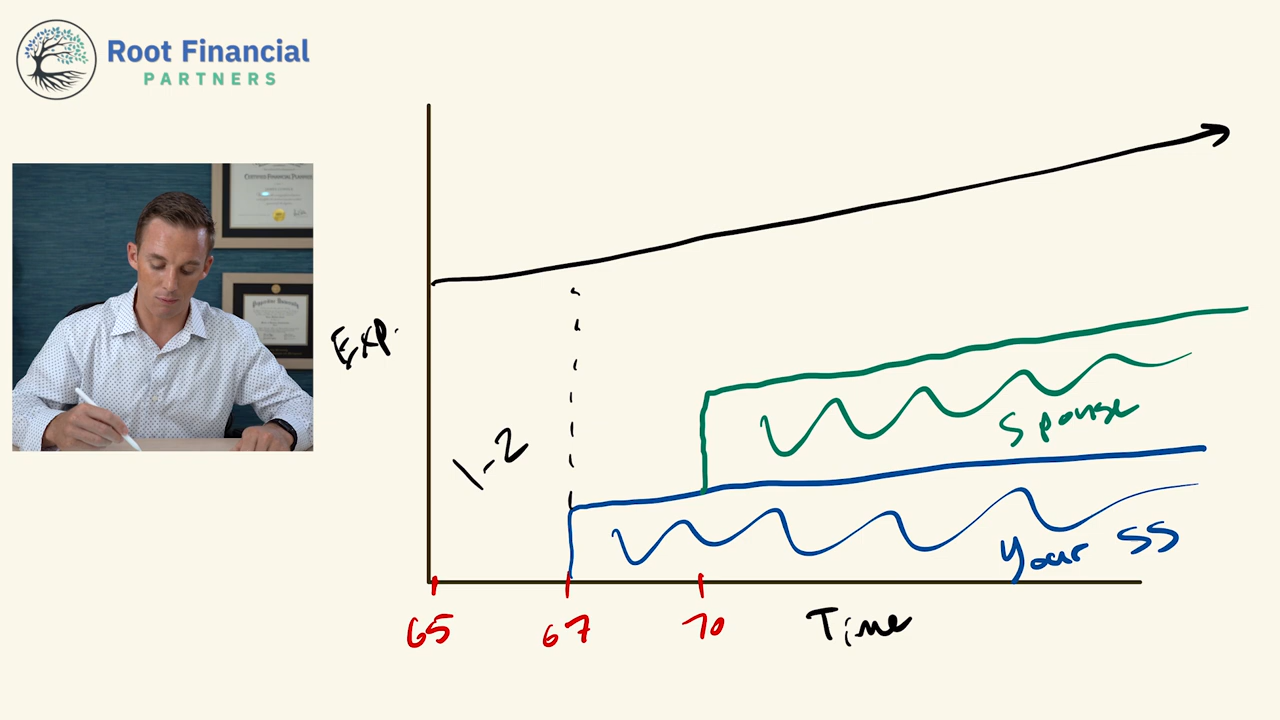 Root Financial
PARTNERS
Exp.
1-2
Spouse
Your SS
65
67
70
Time